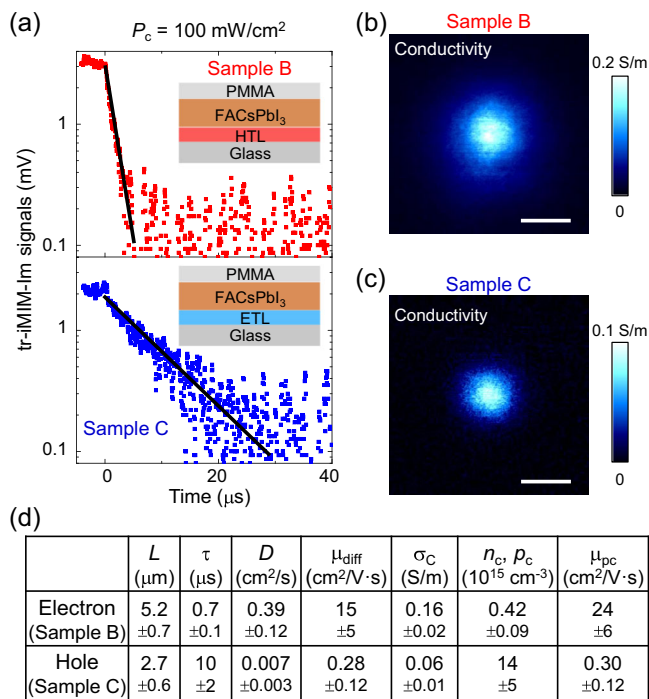 (a)
P_c = 100 mW/cm²
Sample B
PMMA
FACsPbI₃
HTL
Glass
1
0.1
PMMA
FACsPbI₃
ETL
Glass
1
0.1
Sample C
tr-iMIM-Im signals (mV)
0 20 40
Time (μs)
(b)
Sample B
Conductivity
0.2 S/m
0
(c)
Sample C
Conductivity
0.1 S/m
0
(d)
L τ D μ_diff σ_C n_c, p_c μ_pc
(μm) (μs) (cm²/s) (cm²/V·s) (S/m) (10¹⁵ cm⁻³) (cm²/V·s)
Electron 5.2 0.7 0.39 15 0.16 0.42 24
(Sample B) ±0.7 ±0.1 ±0.12 ±5 ±0.02 ±0.09 ±6
Hole 2.7 10 0.007 0.28 0.06 14 0.30
(Sample C) ±0.6 ±2 ±0.003 ±0.12 ±0.01 ±5 ±0.12